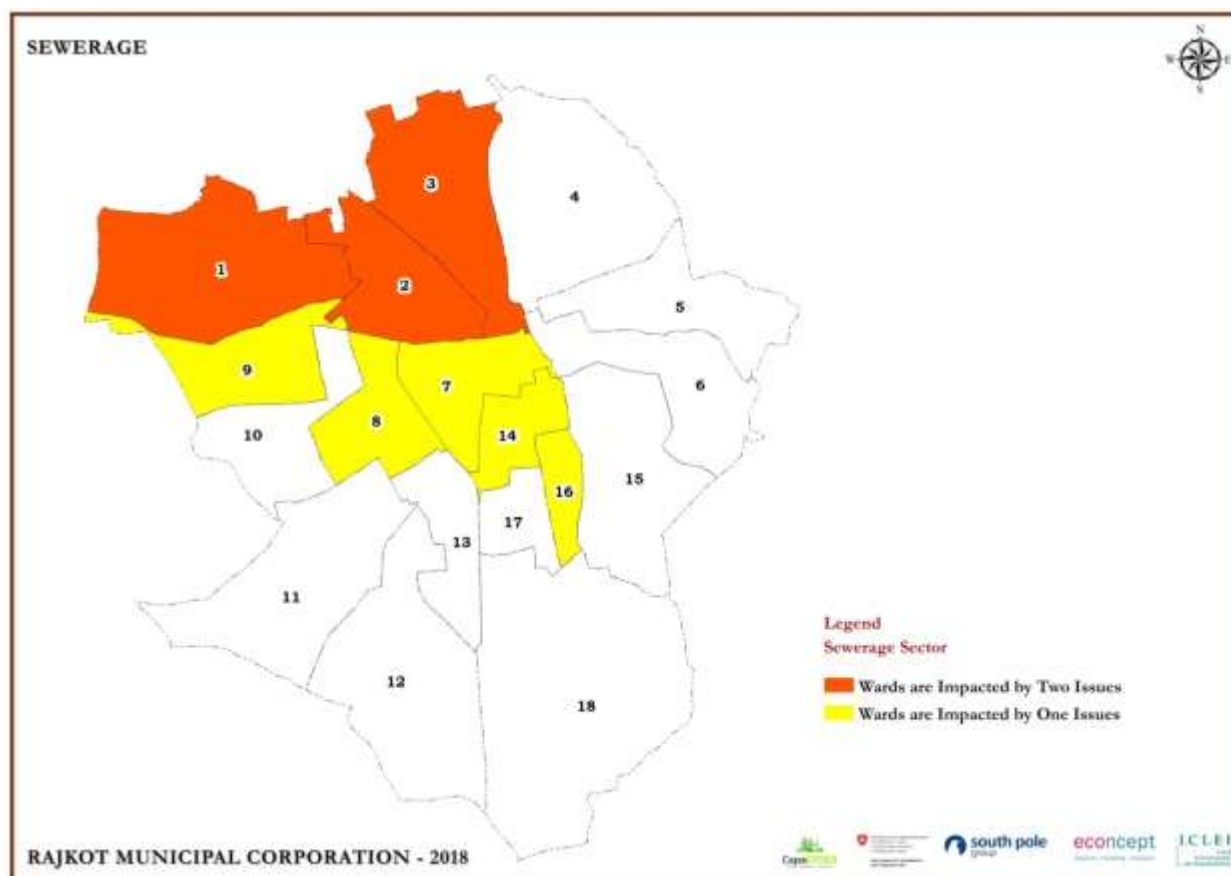 SEWERAGE
N
W E
S
3
4
1
2
5
9
7
6
8
10
14
15
16
17
13
11
12
18
Legend
Sewerage Sector
Wards are Impacted by Two Issues
Wards are Impacted by One Issues
RAJKOT MUNICIPAL CORPORATION - 2018
south pole
group
econcept
ICLEI